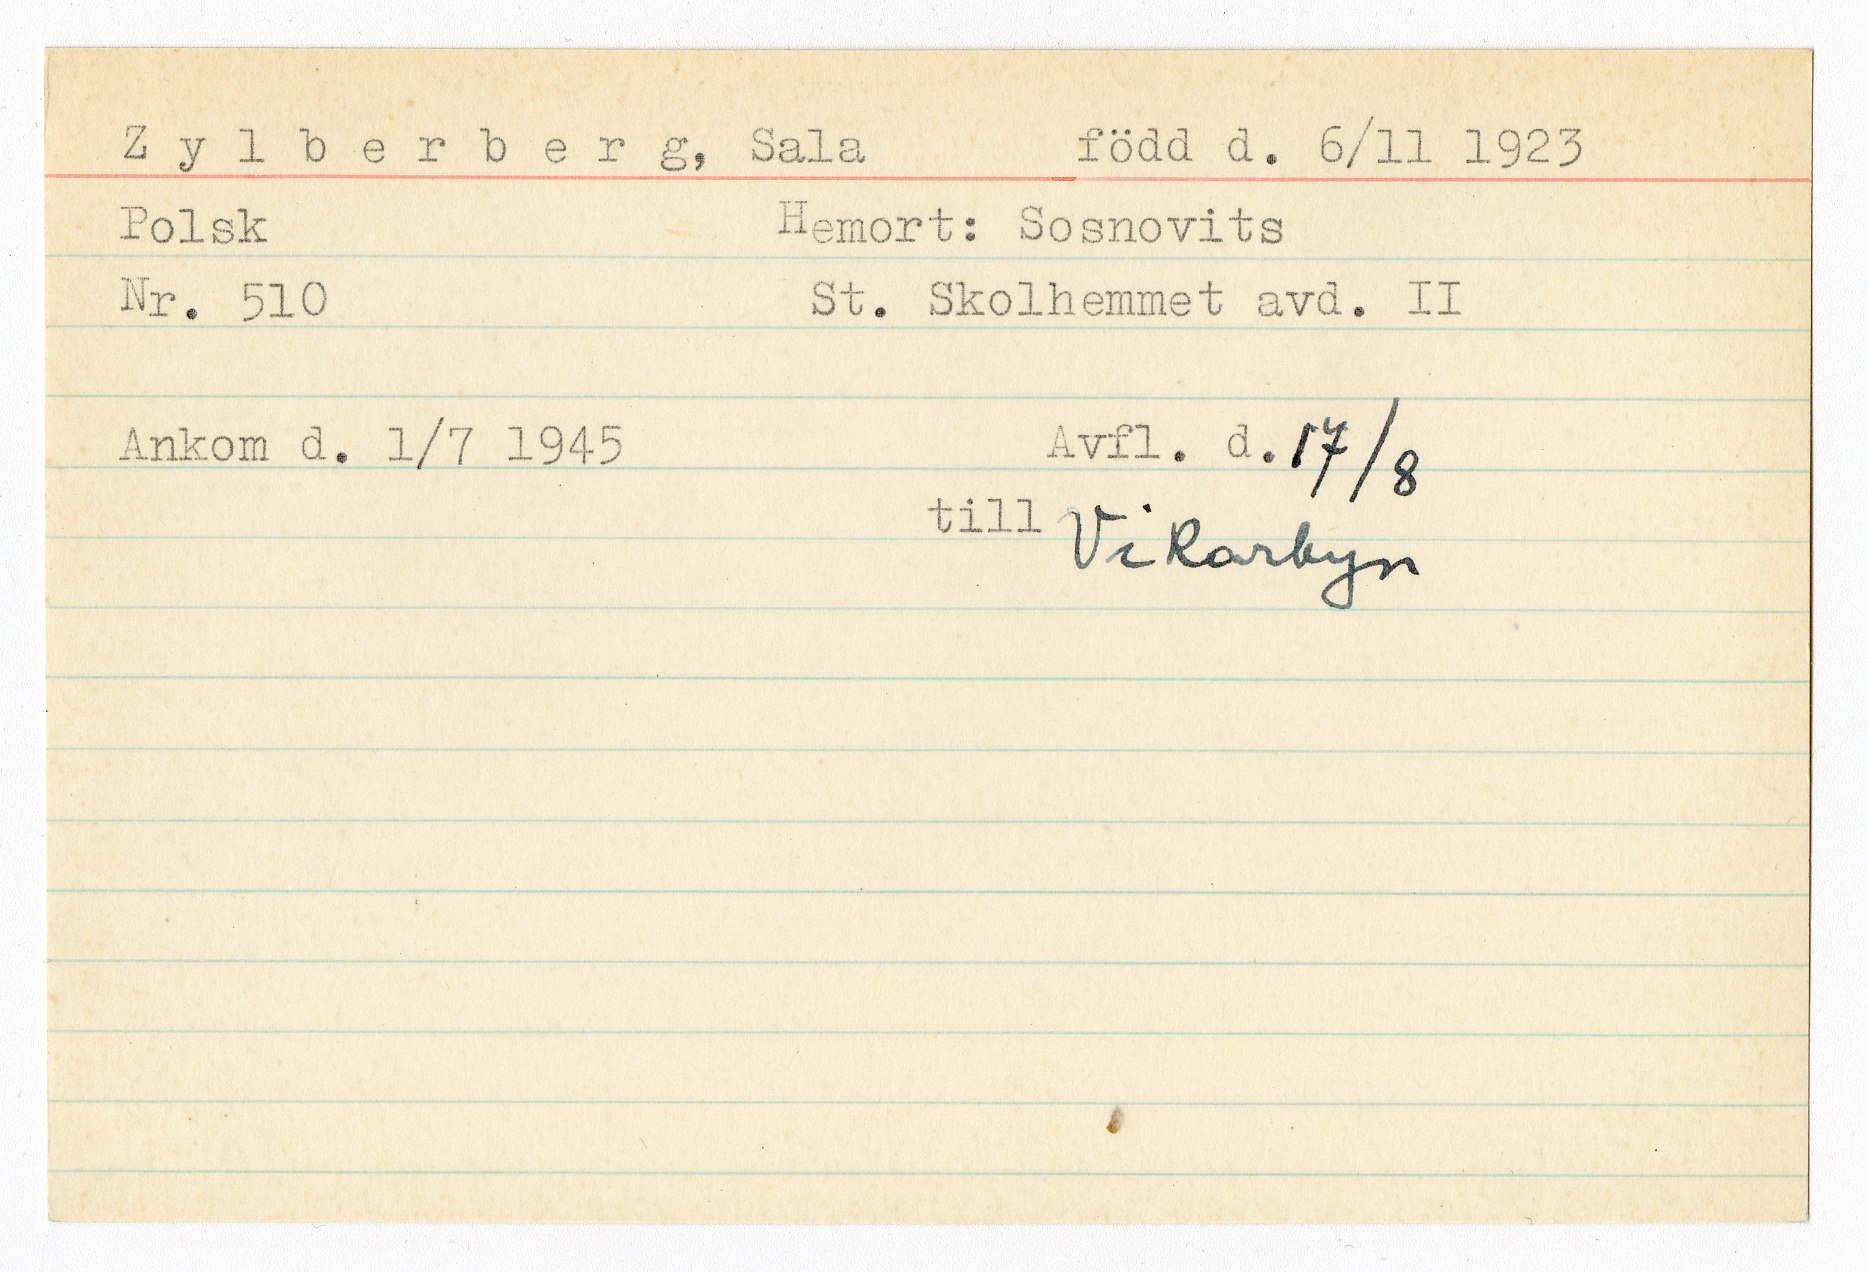 Z y l b e r b e r g, Sala född d. 6/11 1923
Polsk Hemort: Sosnovits
Nr. 510 St. Skolhemmet avd. II
Ankom d. 1/7 1945 Avfl. d. 17/8
till Vikarbyn